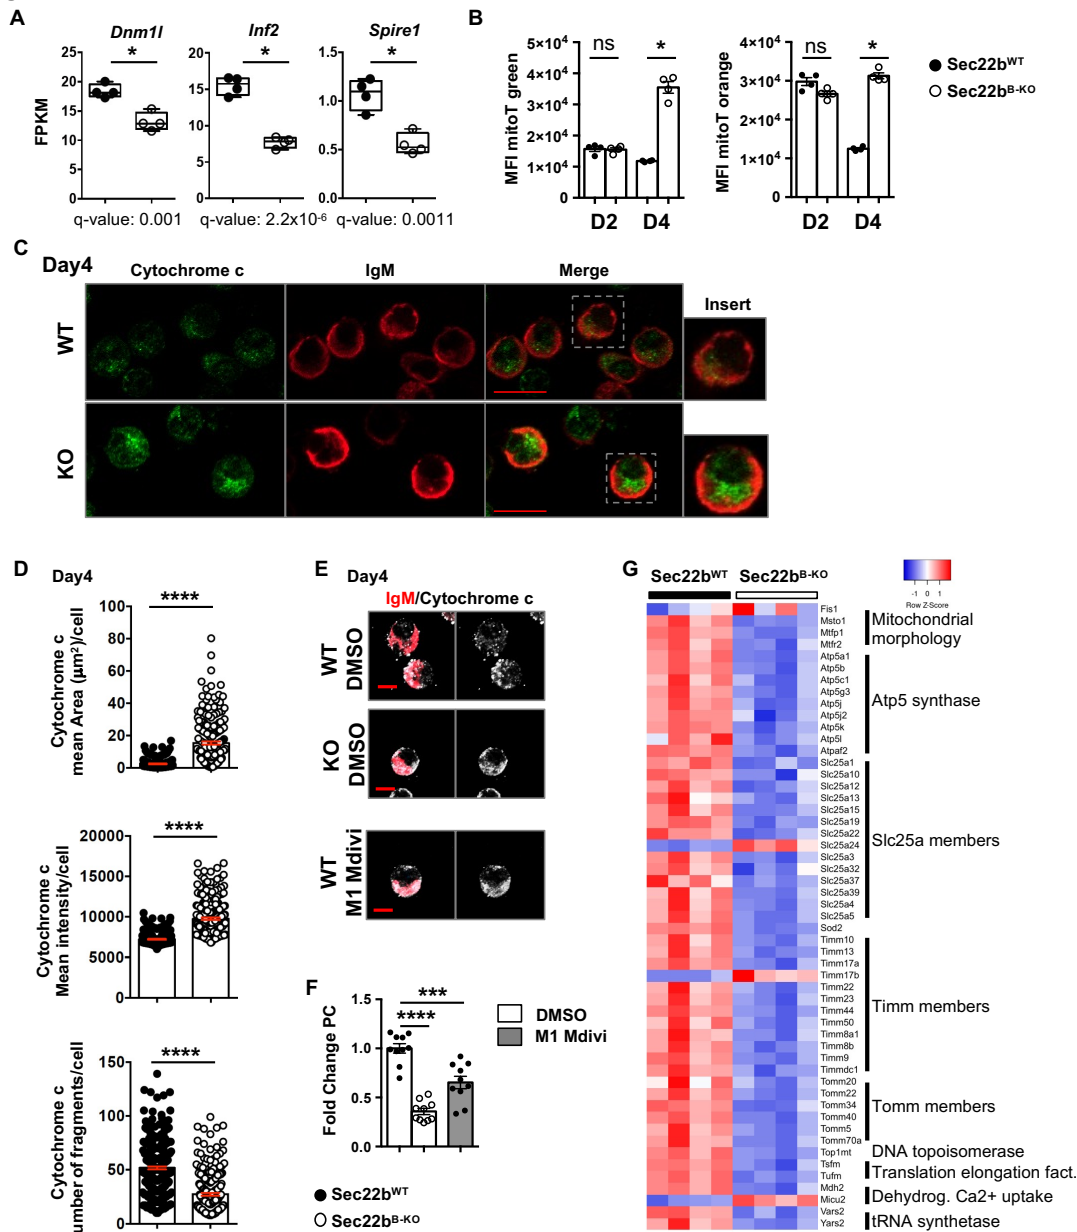 A
Dnm1l
Inf2
Spire1
*
*
*
FPKM
25
20
15
10
5
0
20
15
10
5
0
1.5
1.0
0.5
0.0
q-value: 0.001
q-value: 2.2x10⁻⁶
q-value: 0.0011
B
ns
*
ns
*
MFI mitoT green
5×10⁴
4×10⁴
3×10⁴
2×10⁴
1×10⁴
0
D2
D4
MFI mitoT orange
4×10⁴
3×10⁴
2×10⁴
1×10⁴
0
D2
D4
Sec22bᵂᵀ
Sec22bᴮ⁻ᴷᴼ
C
Day4
Cytochrome c
IgM
Merge
Insert
WT
KO
D
Day4
Cytochrome c
mean Area (µm²)/cell
100
80
60
40
20
0
****
Cytochrome c
Mean intensity/cell
20000
15000
10000
5000
0
****
Cytochrome c
number of fragments/cell
150
100
50
0
****
E
Day4
IgM/Cytochrome c
WT
DMSO
KO
DMSO
WT
M1 Mdivi
F
Fold Change PC
1.5
1.0
0.5
0.0
***
****
DMSO
M1 Mdivi
Sec22bᵂᵀ
Sec22bᴮ⁻ᴷᴼ
G
Sec22bᵂᵀ
Sec22bᴮ⁻ᴷᴼ
-1 0 1
Row Z-Score
Fis1
Msto1
Mtfp1
Mtfr2
Atp5a1
Atp5b
Atp5c1
Atp5g3
Atp5j
Atp5j2
Atp5k
Atp5l
Atpaf2
Slc25a1
Slc25a10
Slc25a12
Slc25a13
Slc25a15
Slc25a19
Slc25a22
Slc25a24
Slc25a3
Slc25a32
Slc25a37
Slc25a39
Slc25a4
Slc25a5
Sod2
Timm10
Timm13
Timm17a
Timm17b
Timm22
Timm23
Timm44
Timm50
Timm8a1
Timm8b
Timm9
Timmdc1
Tomm20
Tomm22
Tomm34
Tomm40
Tomm5
Tomm70a
Top1mt
Tsfm
Tufm
Mdh2
Micu2
Vars2
Yars2
Mitochondrial
morphology
Atp5 synthase
Slc25a members
Timm members
Tomm members
DNA topoisomerase
Translation elongation fact.
Dehydrog. Ca2+ uptake
tRNA synthetase